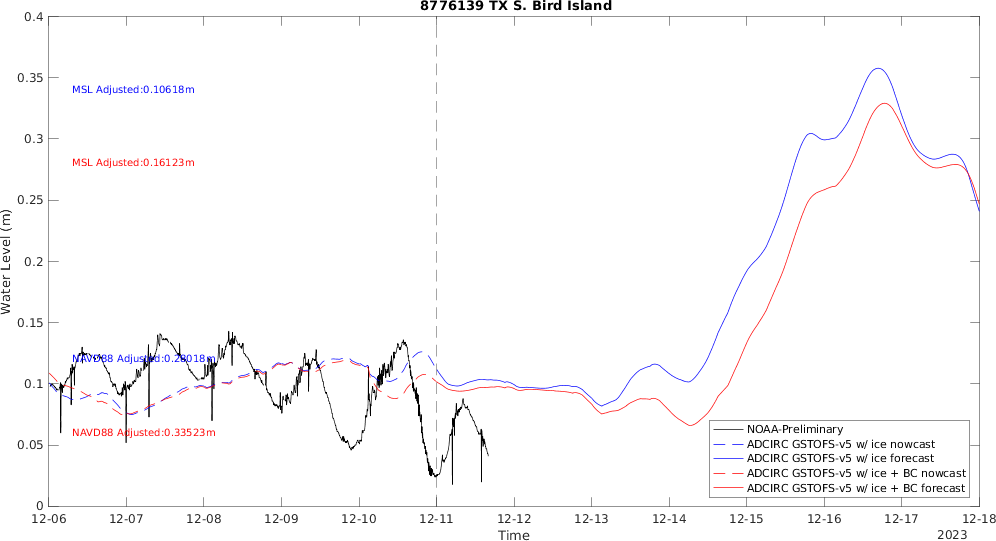 8776139 TX S. Bird Island
Water Level (m)
0.4
0.35
0.3
0.25
0.2
0.15
0.1
0.05
0
MSL Adjusted:0.10618m
MSL Adjusted:0.16123m
NAVD88 Adjusted:0.28018m
NAVD88 Adjusted:0.33523m
NOAA-Preliminary
ADCIRC GSTOFS-v5 w/ ice nowcast
ADCIRC GSTOFS-v5 w/ ice forecast
ADCIRC GSTOFS-v5 w/ ice + BC nowcast
ADCIRC GSTOFS-v5 w/ ice + BC forecast
12-06 12-07 12-08 12-09 12-10 12-11 12-12 12-13 12-14 12-15 12-16 12-17 12-18
Time
2023